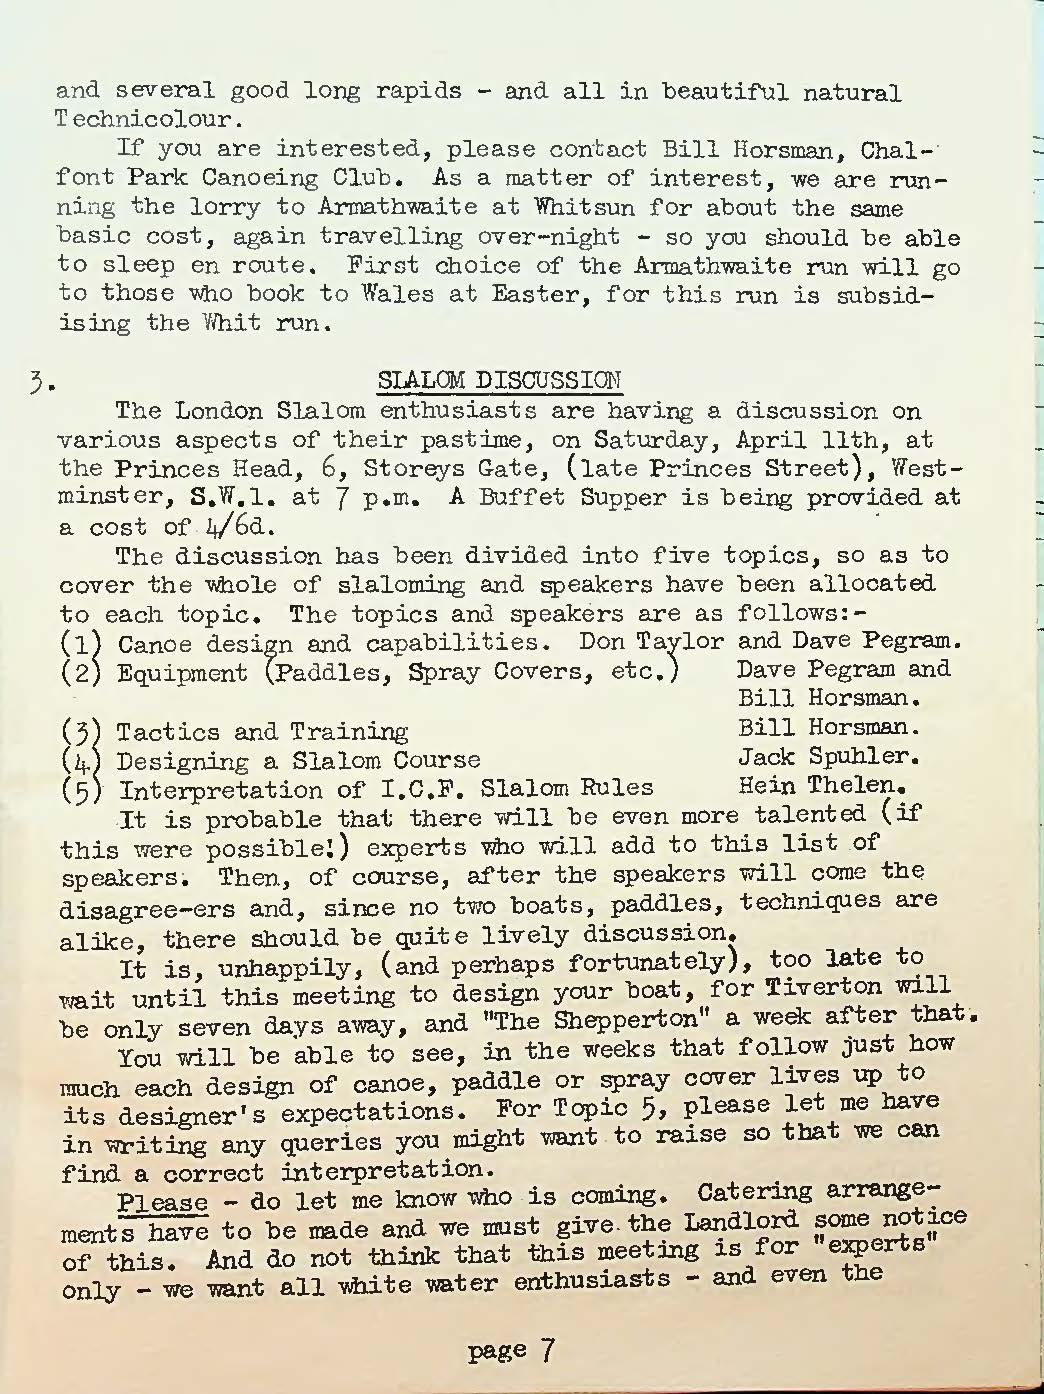 and several good long rapids - and all in beautiful natural
Technicolour.
If you are interested, please contact Bill Horsman, Chal-
font Park Canoeing Club. As a matter of interest, we are run-
ning the lorry to Armathwaite at Whitsun for about the same
basic cost, again travelling over-night - so you should be able
to sleep en route. First choice of the Armathwaite run will go
to those who book to Wales at Easter, for this run is subsid-
ising the Whit run.
3. SLALOM DISCUSSION
The London Slalom enthusiasts are having a discussion on
various aspects of their pastime, on Saturday, April 11th, at
the Princes Head, 6, Storeys Gate, (late Princes Street), West-
minster, S.W.1. at 7 p.m. A Buffet Supper is being provided at
a cost of 4/6d.
The discussion has been divided into five topics, so as to
cover the whole of slaloming and speakers have been allocated
to each topic. The topics and speakers are as follows:-
(1) Canoe design and capabilities. Don Taylor and Dave Pegram.
(2) Equipment (Paddles, Spray Covers, etc.) Dave Pegram and
Bill Horsman.
(3) Tactics and Training Bill Horsman.
(4) Designing a Slalom Course Jack Spuhler.
(5) Interpretation of I.C.F. Slalom Rules Hein Thelen.
It is probable that there will be even more talented (if
this were possible!) experts who will add to this list of
speakers. Then, of course, after the speakers will come the
disagree-ers and, since no two boats, paddles, techniques are
alike, there should be quite lively discussion.
It is, unhappily, (and perhaps fortunately), too late to
wait until this meeting to design your boat, for Tiverton will
be only seven days away, and "The Shepperton" a week after that.
You will be able to see, in the weeks that follow just how
much each design of canoe, paddle or spray cover lives up to
its designer's expectations. For Topic 5, please let me have
in writing any queries you might want to raise so that we can
find a correct interpretation.
Please - do let me know who is coming. Catering arrange-
ments have to be made and we must give the Landlord some notice
of this. And do not think that this meeting is for "experts"
only - we want all white water enthusiasts - and even the
page 7